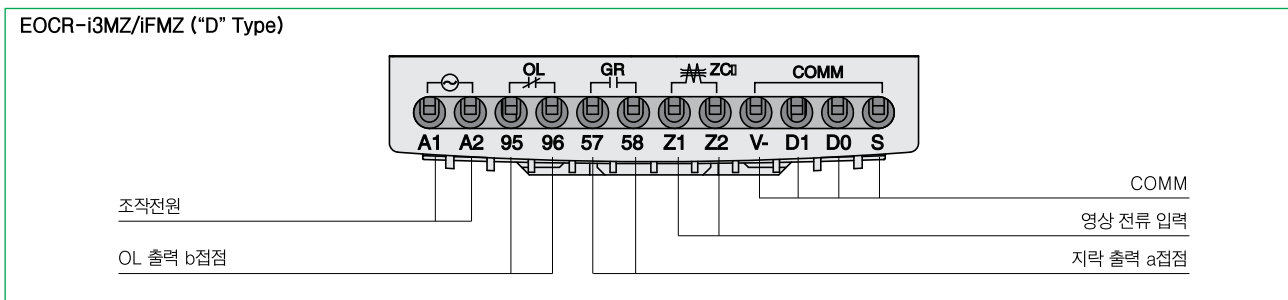 EOCR-i3MZ/iFMZ (“D” Type)
OL GR ZC COMM
A1 A2 95 96 57 58 Z1 Z2 V- D1 D0 S
COMM
조작전원
영상 전류 입력
OL 출력 b접점
지락 출력 a접점